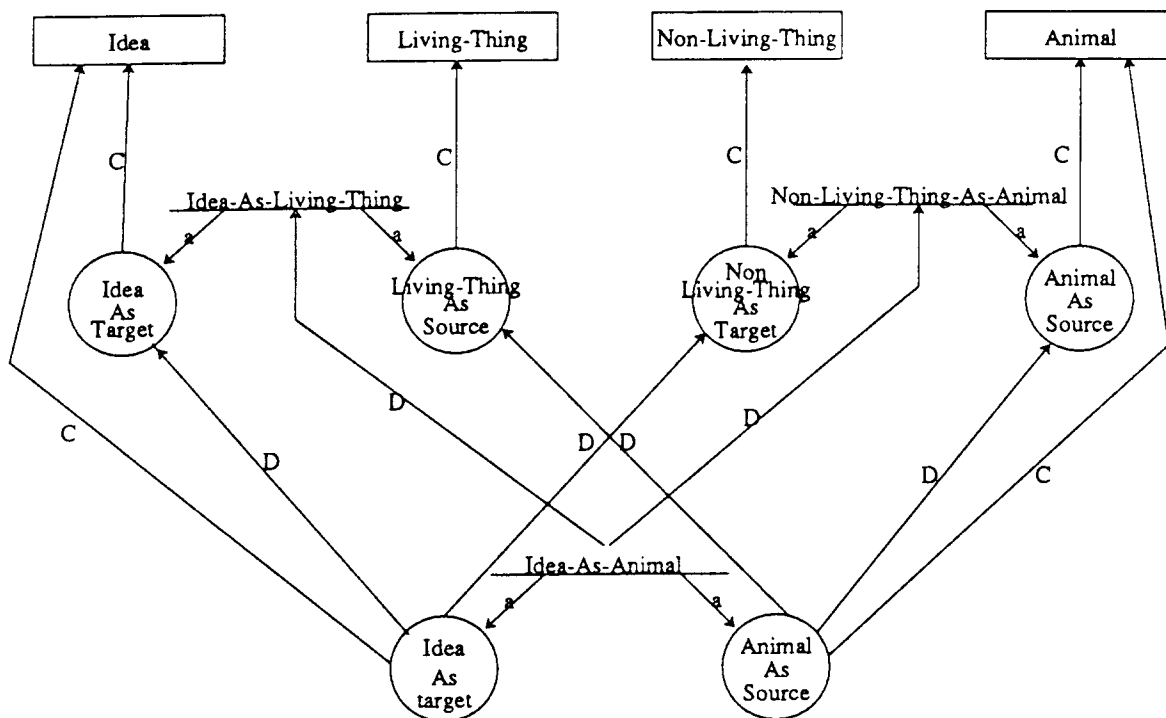 Idea
Living-Thing
Non-Living-Thing
Animal
C
C
C
C
Idea-As-Living-Thing
Non-Living-Thing-As-Animal
a
a
a
a
Idea
As
Target
Living-Thing
As
Source
Non
Living-Thing
As
Target
Animal
As
Source
D
D
C
D
D
D
D
C
Idea-As-Animal
a
a
Idea
As
target
Animal
As
Source